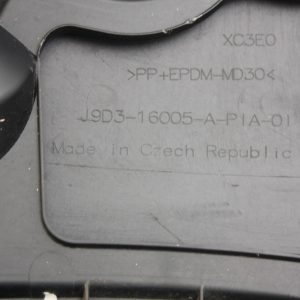 XC3E0
>PP+EPDM-MD30<
J9D3-16005-A-PIA-01
Made in Czech Republic